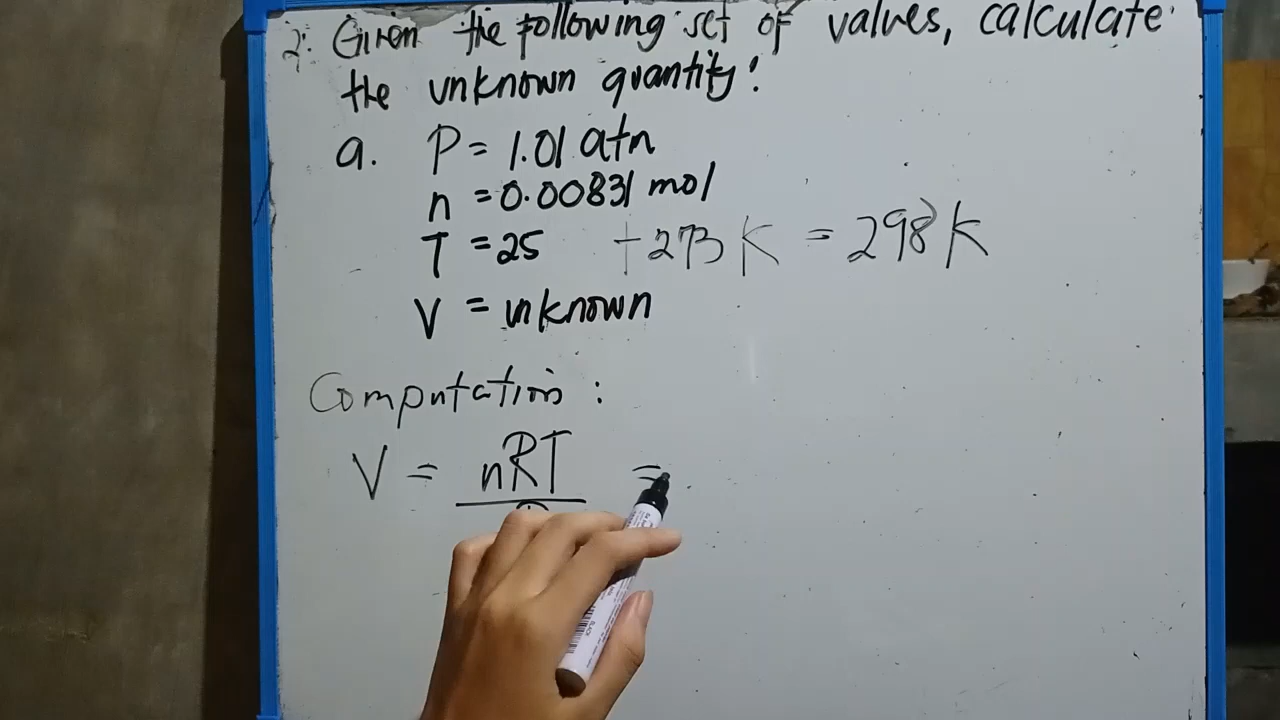 2. Given the following set of values, calculate
the unknown quantity:
a. P = 1.01 atn
n = 0.00831 mol
T = 25 +273 K = 298 K
V = unknown
Computation :
V = nRT =
P